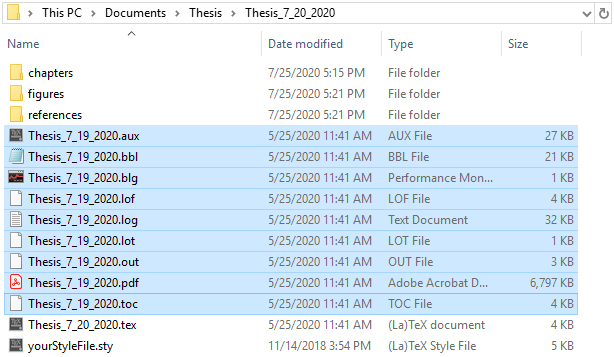 This PC > Documents > Thesis > Thesis_7_20_2020
Name Date modified Type Size
chapters 7/25/2020 5:15 PM File folder
figures 7/25/2020 5:21 PM File folder
references 7/25/2020 5:21 PM File folder
Thesis_7_19_2020.aux 5/25/2020 11:41 AM AUX File 27 KB
Thesis_7_19_2020.bbl 5/25/2020 11:41 AM BBL File 21 KB
Thesis_7_19_2020.blg 5/25/2020 11:41 AM Performance Mon... 1 KB
Thesis_7_19_2020.lof 5/25/2020 11:41 AM LOF File 4 KB
Thesis_7_19_2020.log 5/25/2020 11:41 AM Text Document 32 KB
Thesis_7_19_2020.lot 5/25/2020 11:41 AM LOT File 1 KB
Thesis_7_19_2020.out 5/25/2020 11:41 AM OUT File 3 KB
Thesis_7_19_2020.pdf 5/25/2020 11:41 AM Adobe Acrobat D... 6,797 KB
Thesis_7_19_2020.toc 5/25/2020 11:41 AM TOC File 4 KB
Thesis_7_20_2020.tex 5/25/2020 11:41 AM (La)TeX document 4 KB
yourStyleFile.sty 11/14/2018 3:54 PM (La)TeX Style File 5 KB